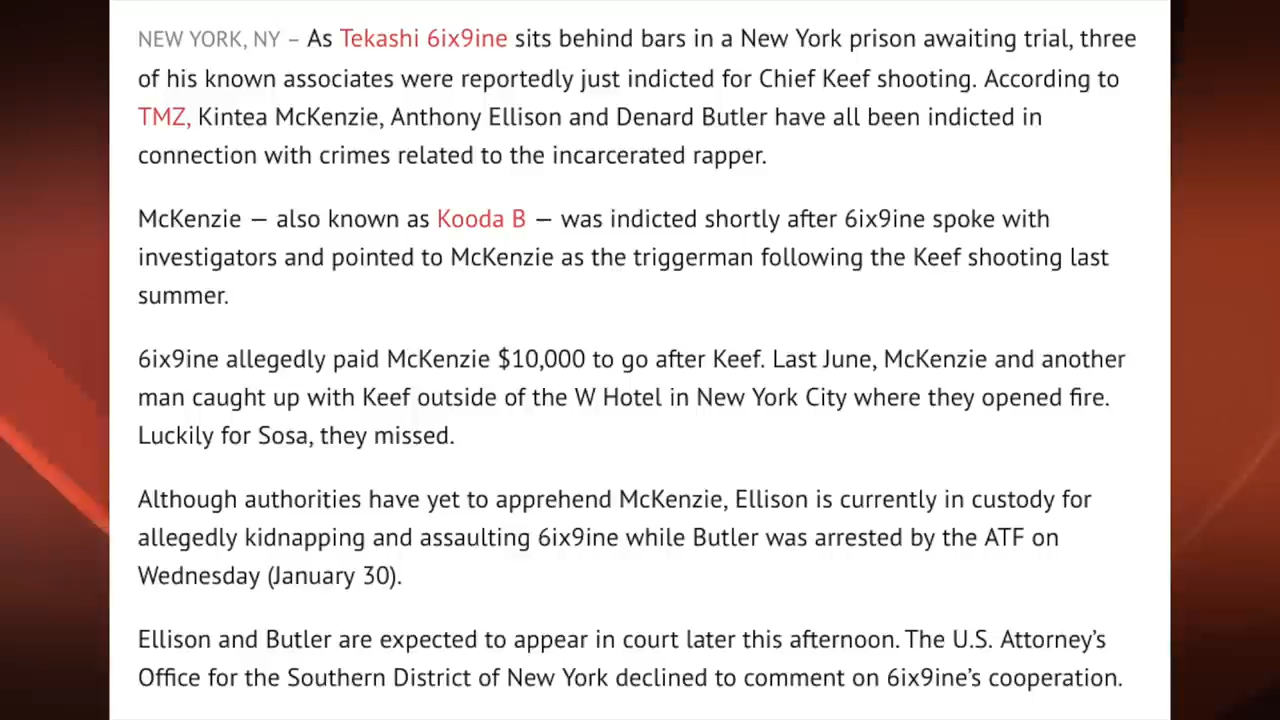 NEW YORK, NY – As Tekashi 6ix9ine sits behind bars in a New York prison awaiting trial, three
of his known associates were reportedly just indicted for Chief Keef shooting. According to
TMZ, Kintea McKenzie, Anthony Ellison and Denard Butler have all been indicted in
connection with crimes related to the incarcerated rapper.
McKenzie — also known as Kooda B — was indicted shortly after 6ix9ine spoke with
investigators and pointed to McKenzie as the triggerman following the Keef shooting last
summer.
6ix9ine allegedly paid McKenzie $10,000 to go after Keef. Last June, McKenzie and another
man caught up with Keef outside of the W Hotel in New York City where they opened fire.
Luckily for Sosa, they missed.
Although authorities have yet to apprehend McKenzie, Ellison is currently in custody for
allegedly kidnapping and assaulting 6ix9ine while Butler was arrested by the ATF on
Wednesday (January 30).
Ellison and Butler are expected to appear in court later this afternoon. The U.S. Attorney's
Office for the Southern District of New York declined to comment on 6ix9ine's cooperation.